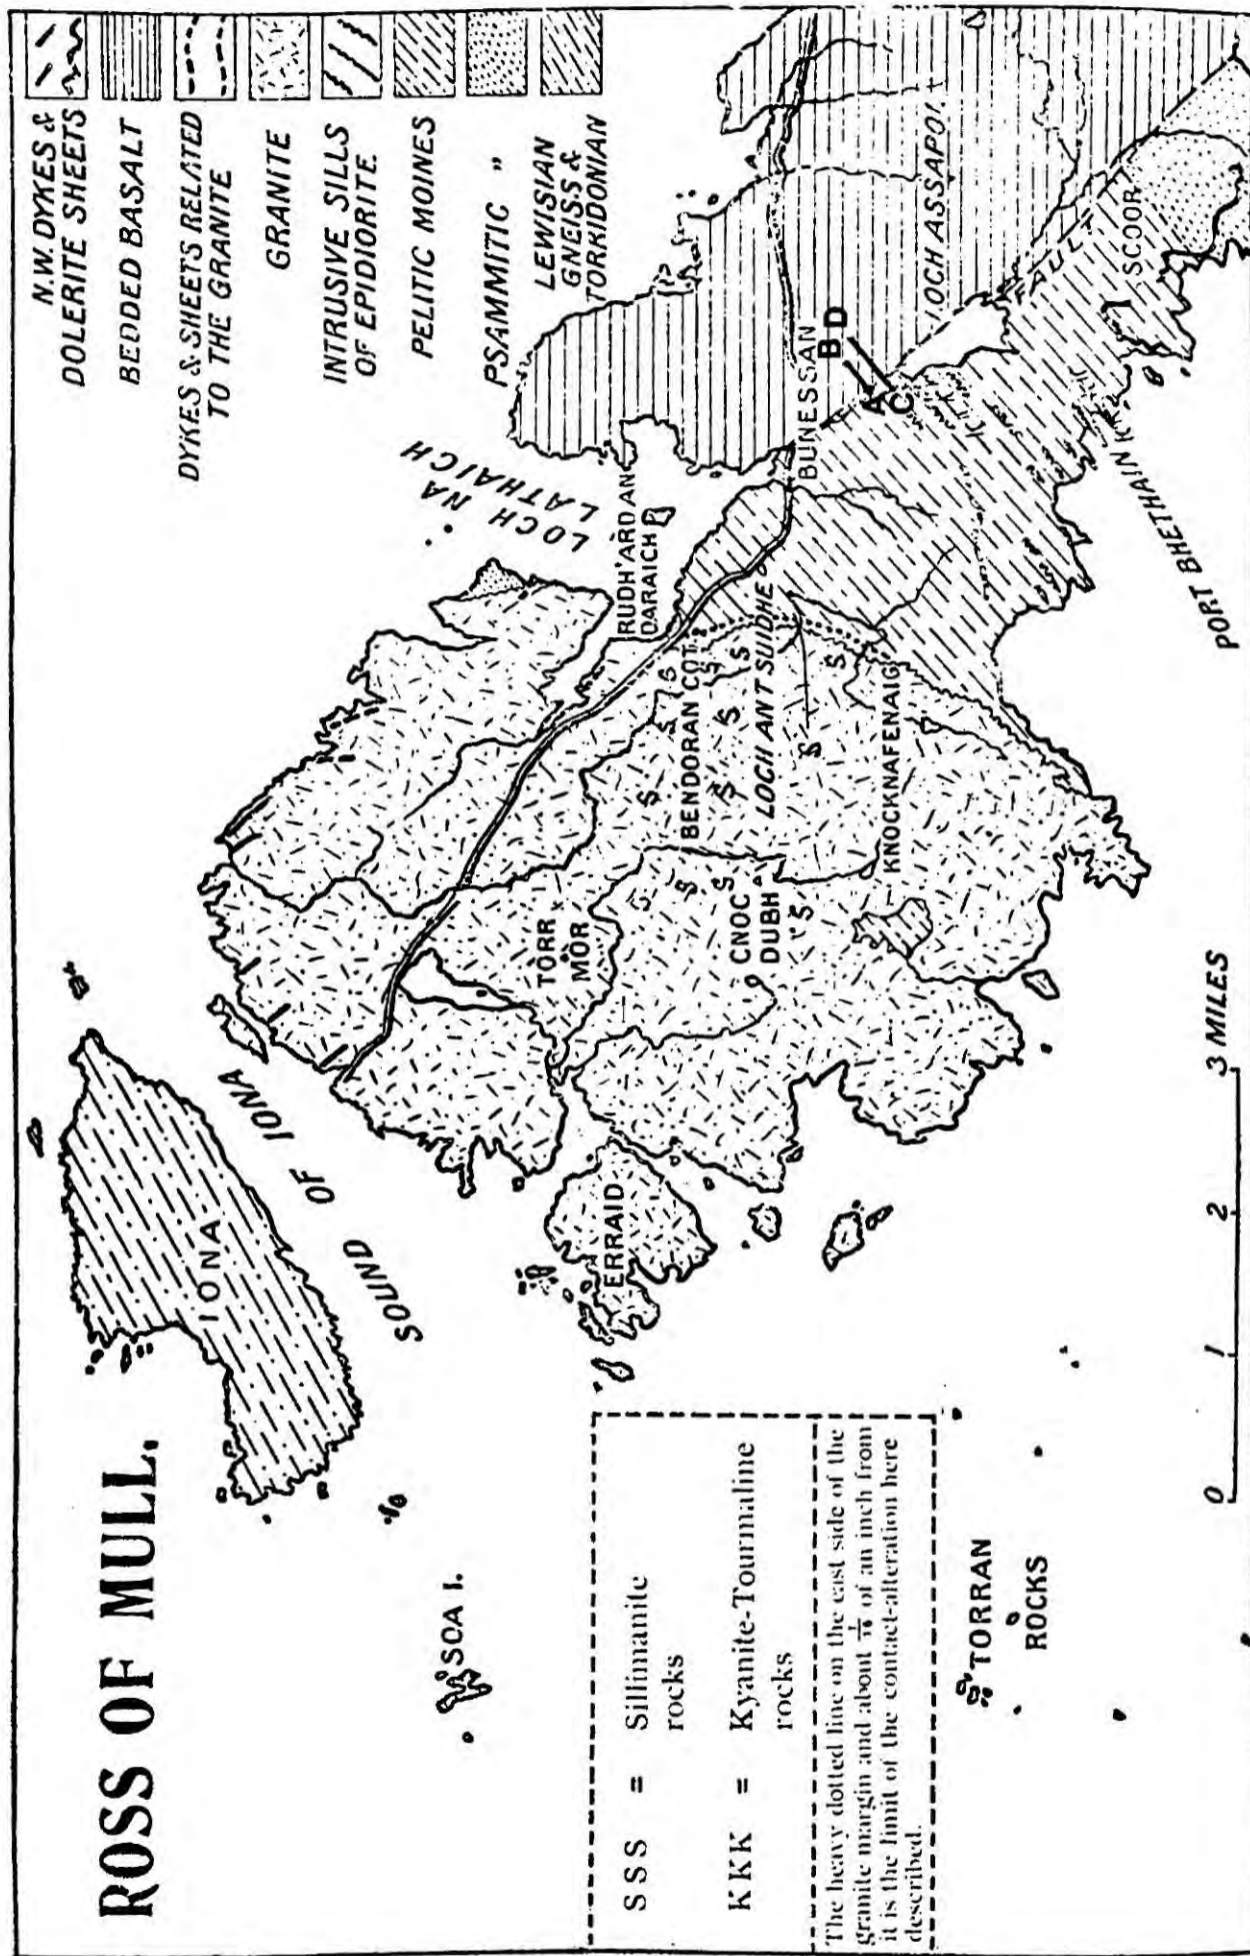 ROSS OF MULL.
N.W. DYKES &
DOLERITE SHEETS
BEDDED BASALT
DYKES & SHEETS RELATED
TO THE GRANITE
GRANITE
INTRUSIVE SILLS
OF EPIDIORITE
PELITIC MOINES
PSAMMITIC "
LEWISIAN
GNEISS &
TORRIDONIAN
IONA
SOUND OF IONA
SOA I.
LOCH NA
LATHAICH
RUDH'ARDAN
DARAICH
BUNESSAN
LOCH ASSAPOL
FAULT
SCOOR
B D
A
C
K
K
K
PORT BHETHAIN
BENDORAN COT.
LOCH AN T SUIDHE
KNOCKNAFENAIG
S
S
S
S
S
S
S
S
S
S
S
S
TORR
MOR
CNOC
DUBH
ERRAID
TORRAN
ROCKS
SSS = Sillimanite
rocks
KKK = Kyanite-Tourmaline
rocks
The heavy dotted line on the east side of the
granite margin and about 1/16 of an inch from
it is the limit of the contact-alteration here
described.
0 1 2 3 MILES